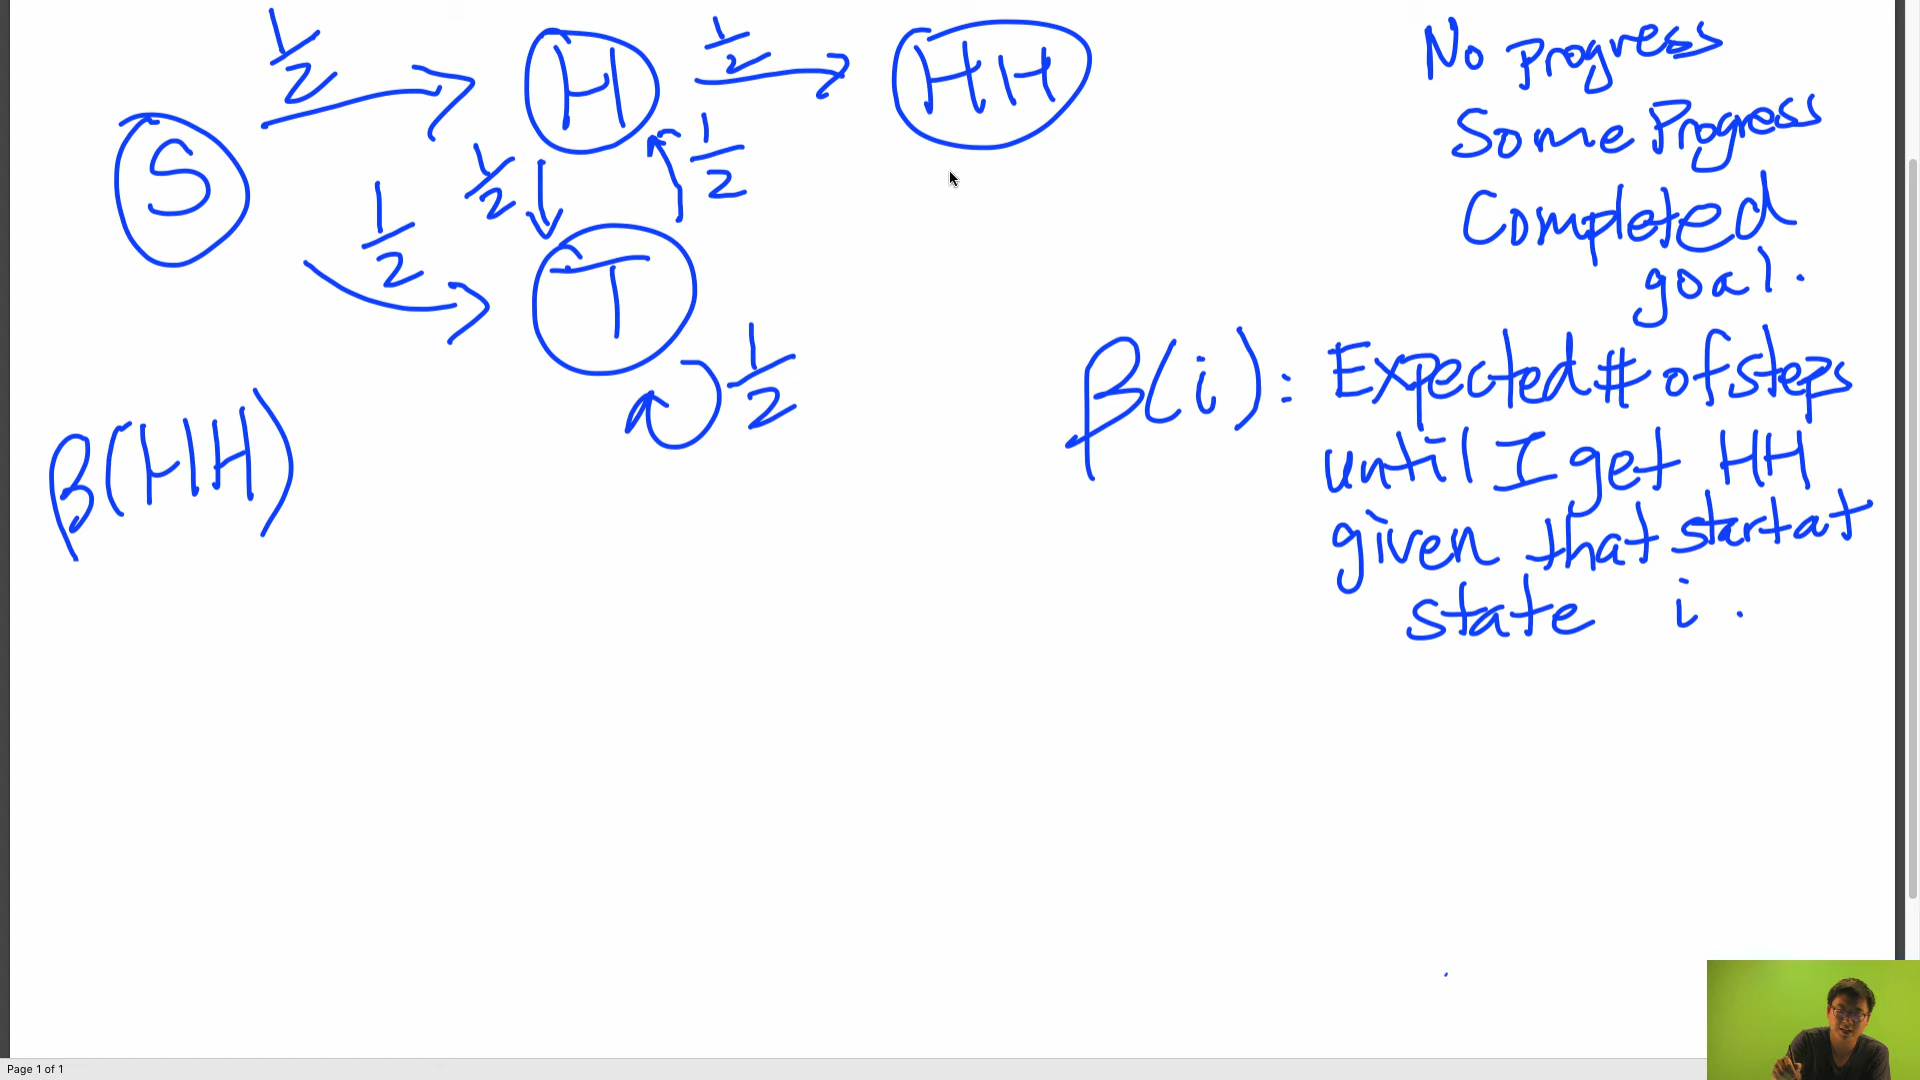 1/2
H
1/2
HH
S
1/2
1/2
1/2
T
1/2
β(HH)
No progress
Some Progress
Completed
goal.
β(i): Expected # of steps
until I get HH
given that start at
state i.
Page 1 of 1